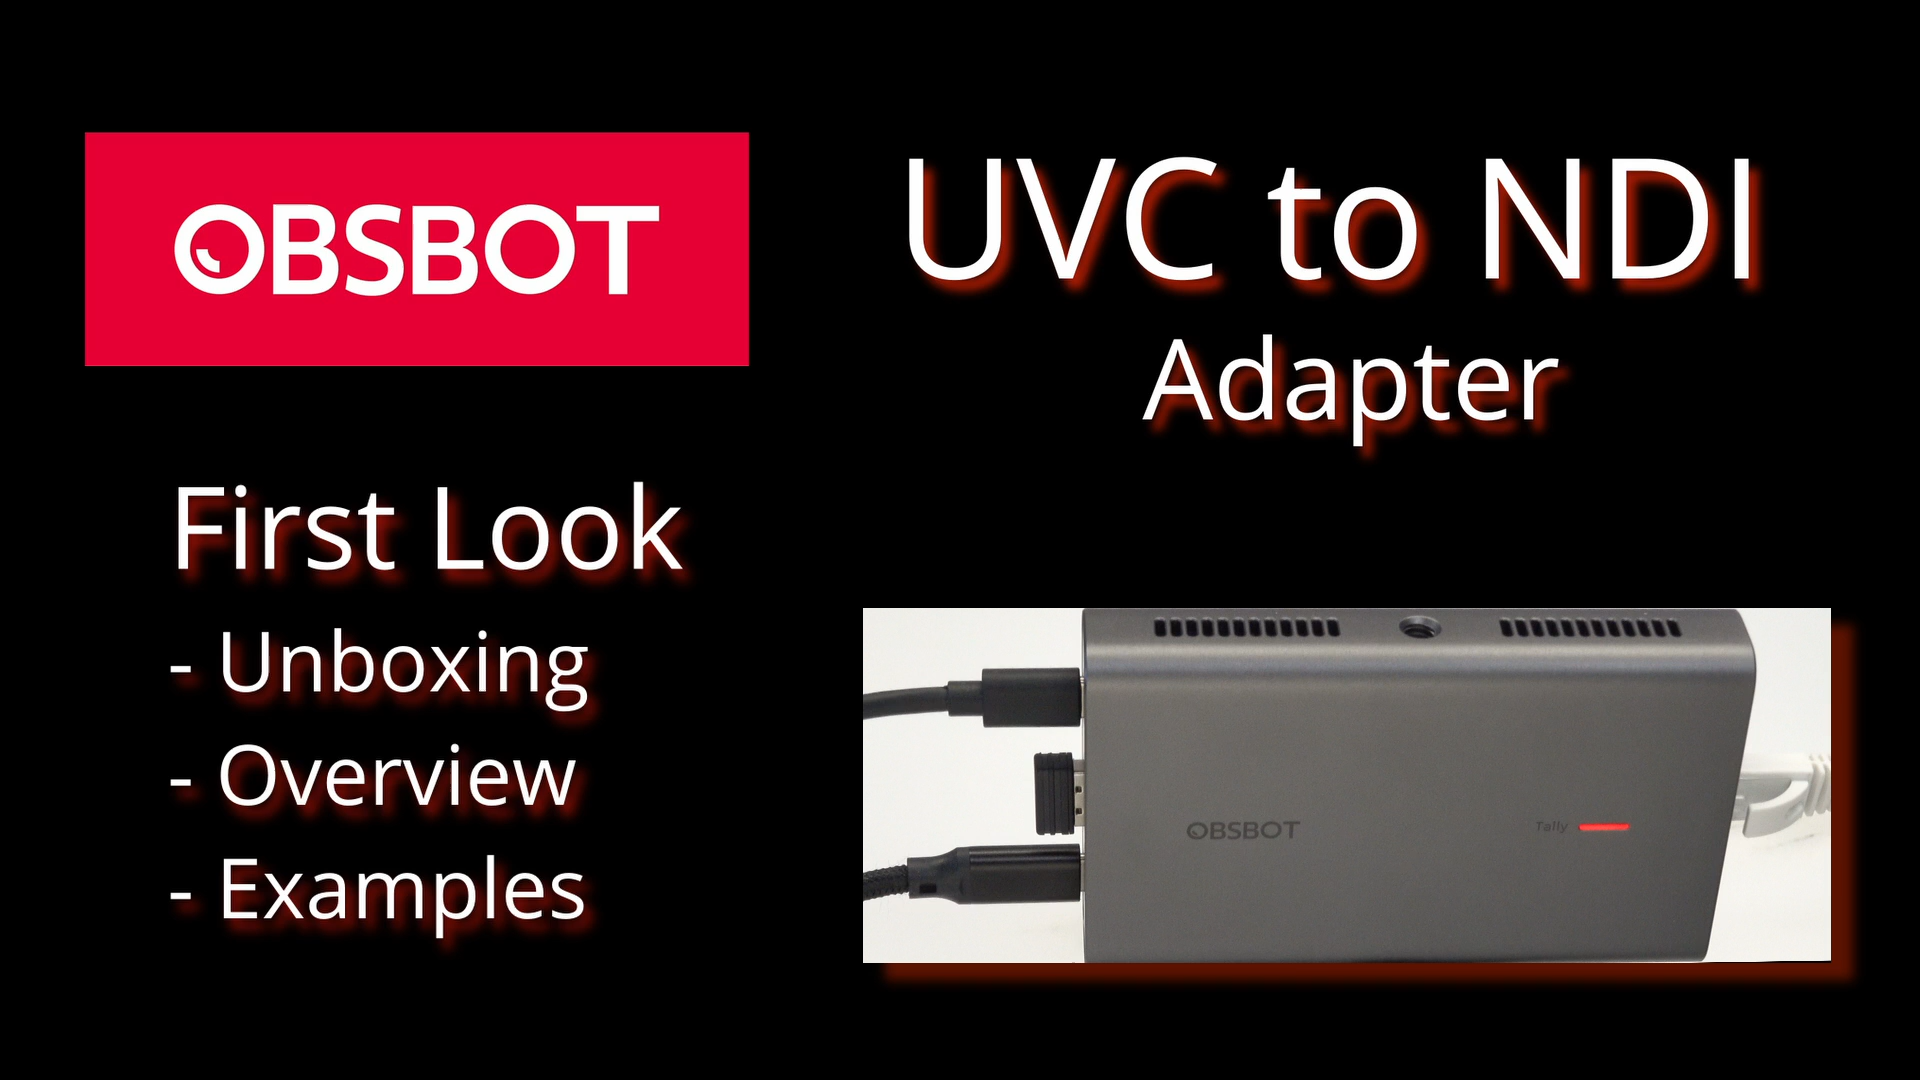 OBSBOT
UVC to NDI
Adapter
First Look
- Unboxing
- Overview
- Examples
OBSBOT
Tally